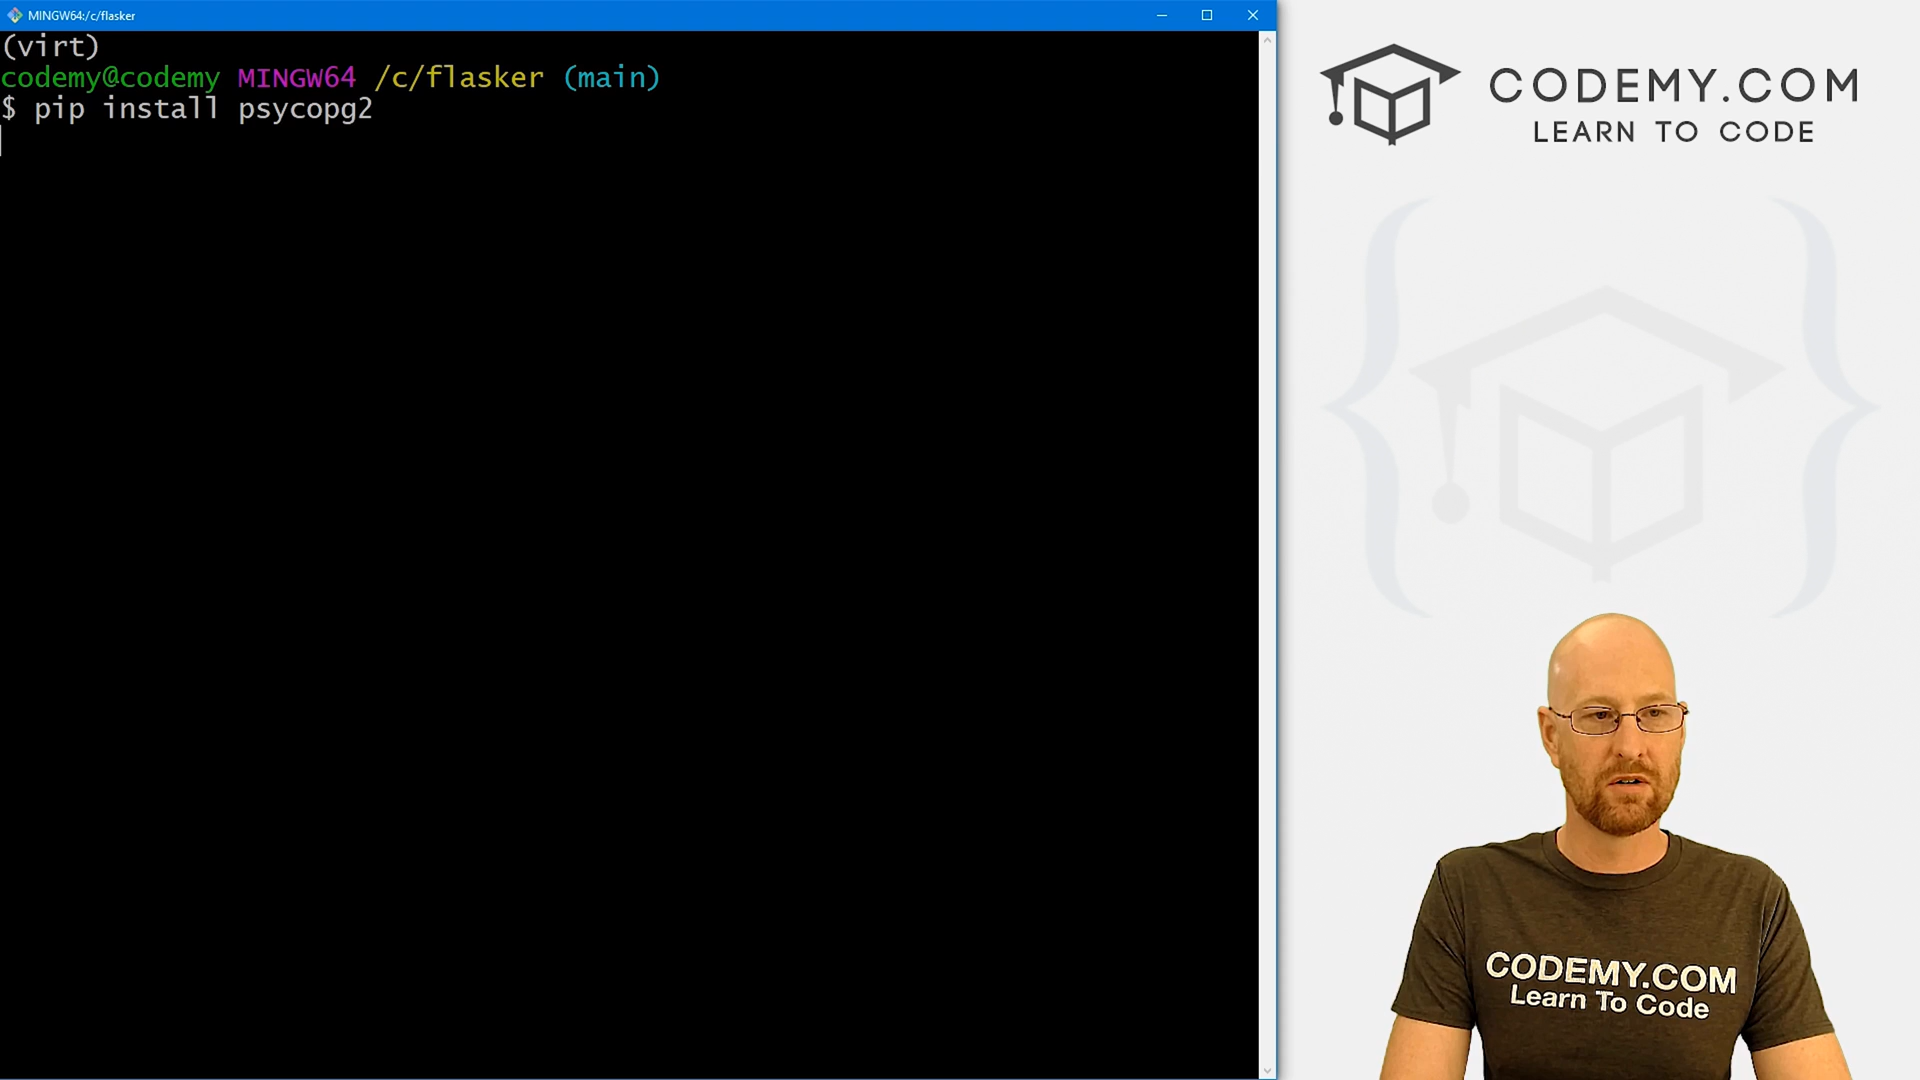 MINGW64:/c/flasker
(virt)
codemy@codemy MINGW64 /c/flasker (main)
$ pip install psycopg2
CODEMY.COM
LEARN TO CODE
CODEMY.COM
Learn To Code